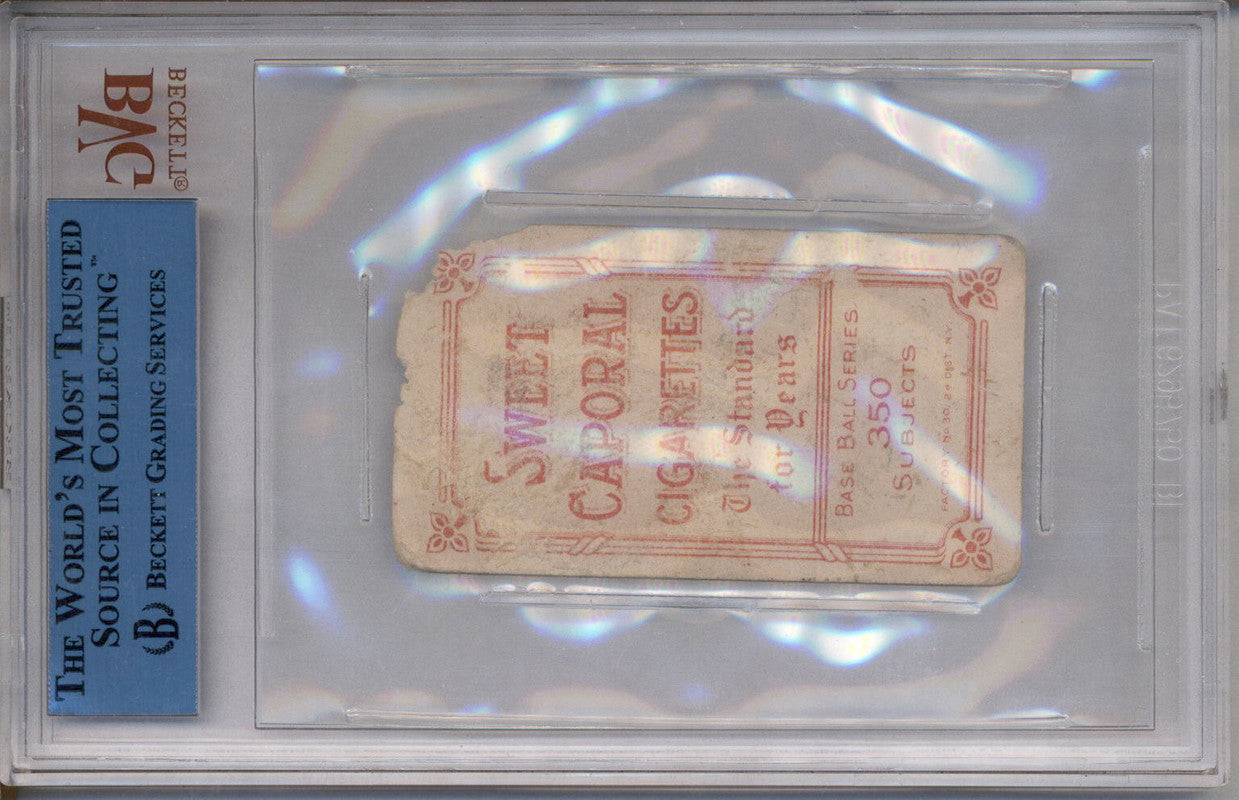 BECKETT®
BVG
THE WORLD'S MOST TRUSTED
SOURCE IN COLLECTING™
B BECKETT GRADING SERVICES
SWEET
CAPORAL
CIGARETTES
The Standard
for Years
BASE BALL SERIES
350
SUBJECTS
FACTORY No. 30, 2d DIST. N.Y.